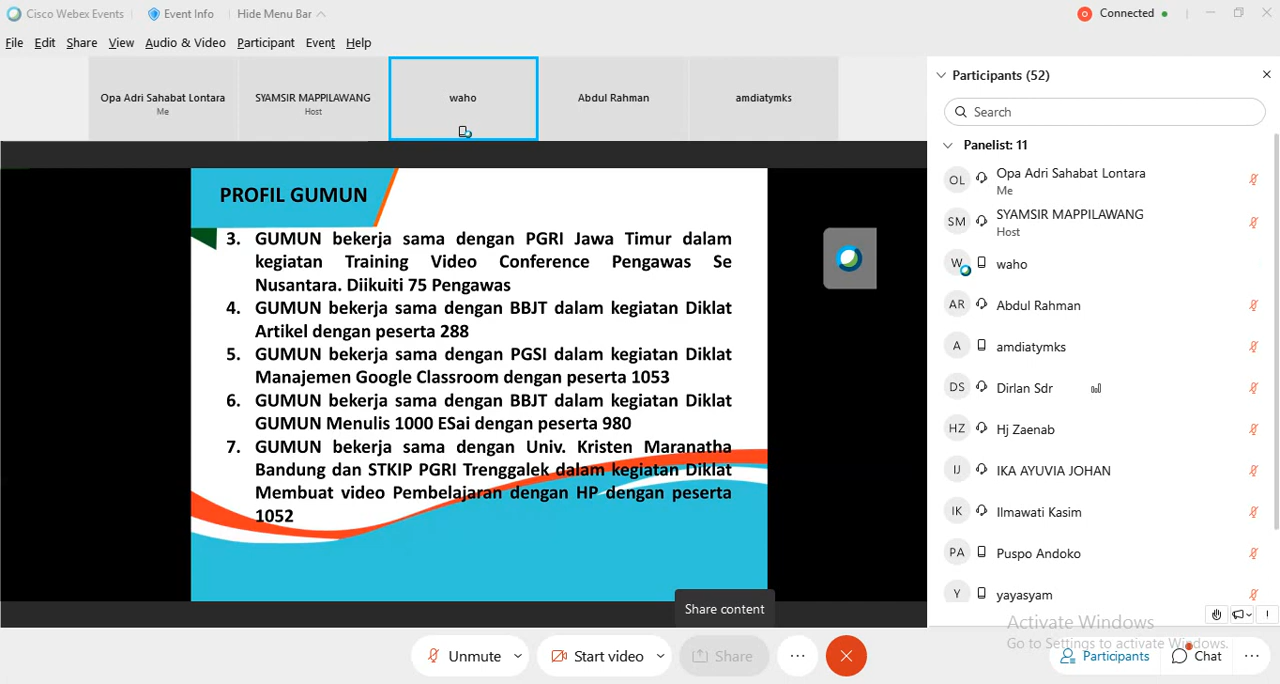 Cisco Webex Events
Event Info
Hide Menu Bar
Connected
File Edit Share View Audio & Video Participant Event Help
Opa Adri Sahabat Lontara
Me
SYAMSIR MAPPILAWANG
Host
waho
Abdul Rahman
amdiatymks
PROFIL GUMUN
3. GUMUN bekerja sama dengan PGRI Jawa Timur dalam
kegiatan Training Video Conference Pengawas Se
Nusantara. Diikuiti 75 Pengawas
4. GUMUN bekerja sama dengan BBJT dalam kegiatan Diklat
Artikel dengan peserta 288
5. GUMUN bekerja sama dengan PGSI dalam kegiatan Diklat
Manajemen Google Classroom dengan peserta 1053
6. GUMUN bekerja sama dengan BBJT dalam kegiatan Diklat
GUMUN Menulis 1000 ESai dengan peserta 980
7. GUMUN bekerja sama dengan Univ. Kristen Maranatha
Bandung dan STKIP PGRI Trenggalek dalam kegiatan Diklat
Membuat video Pembelajaran dengan HP dengan peserta
1052
Share content
Unmute
Start video
Share
Participants (52)
Search
Panelist: 11
OL Opa Adri Sahabat Lontara
Me
SM SYAMSIR MAPPILAWANG
Host
W waho
AR Abdul Rahman
A amdiatymks
DS Dirlan Sdr
HZ Hj Zaenab
IJ IKA AYUVIA JOHAN
IK Ilmawati Kasim
PA Puspo Andoko
Y yayasyam
Activate Windows
Go to Settings to activate Windows.
Participants
Chat